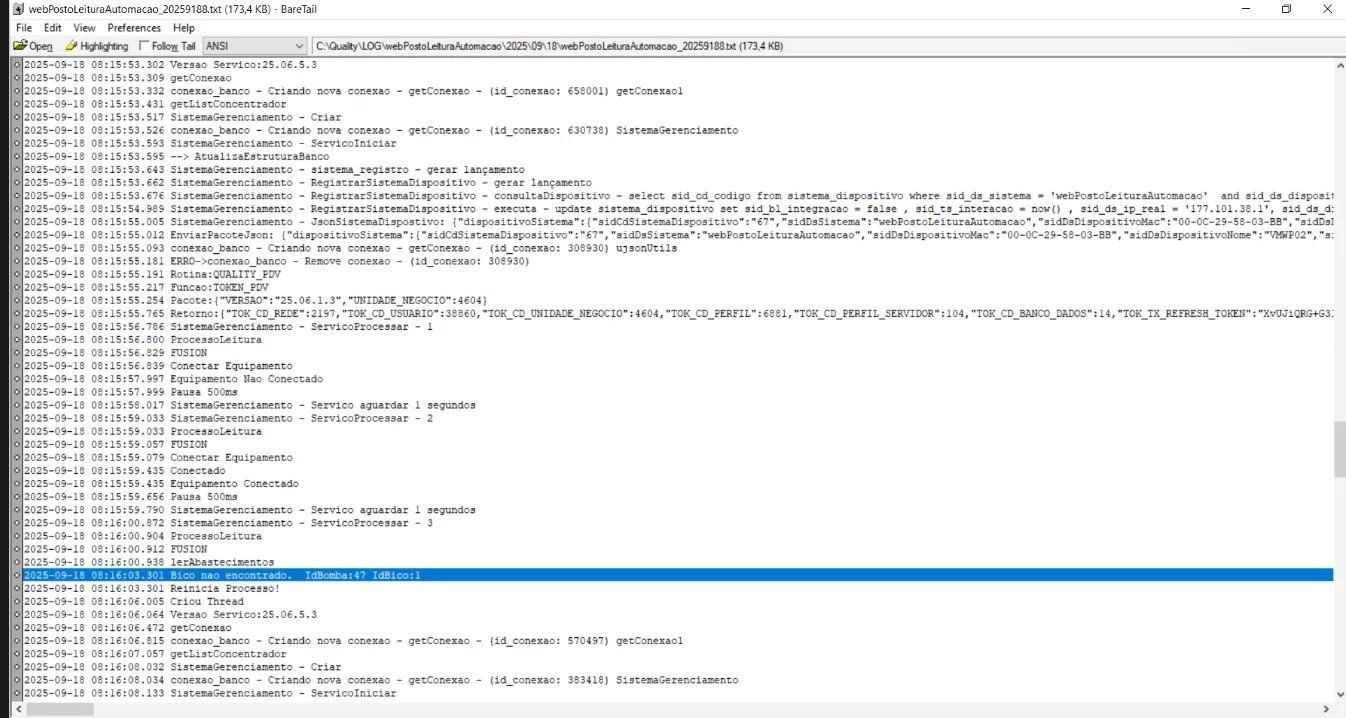 webPostoLeituraAutomacao_20259188.txt (173,4 KB) - BareTail
File Edit View Preferences Help
Open Highlighting Follow Tail ANSI C:\Quality\LOG\webPostoLeituraAutomacao\2025\09\18\webPostoLeituraAutomacao_20259188.txt (173,4 KB)
2025-09-18 08:15:53.302 Versao Servico:25.06.5.3
2025-09-18 08:15:53.309 getConexao
2025-09-18 08:15:53.332 conexao_banco - Criando nova conexao - getConexao - (id_conexao: 658001) getConexao1
2025-09-18 08:15:53.431 getListConcentrador
2025-09-18 08:15:53.517 SistemaGerenciamento - Criar
2025-09-18 08:15:53.526 conexao_banco - Criando nova conexao - getConexao - (id_conexao: 630738) SistemaGerenciamento
2025-09-18 08:15:53.593 SistemaGerenciamento - ServicoIniciar
2025-09-18 08:15:53.595 --> AtualizaEstruturaBanco
2025-09-18 08:15:53.643 SistemaGerenciamento - sistema_registro - gerar lançamento
2025-09-18 08:15:53.662 SistemaGerenciamento - RegistrarSistemaDispositivo - gerar lançamento
2025-09-18 08:15:53.676 SistemaGerenciamento - RegistrarSistemaDispositivo - consultaDispositivo - select sid_cd_codigo from sistema_dispositivo where sid_ds_sistema = 'webPostoLeituraAutomacao' and sid_ds_disposit
2025-09-18 08:15:54.989 SistemaGerenciamento - RegistrarSistemaDispositivo - executa - update sistema_dispositivo set sid_bl_integracao = false , sid_ts_interacao = now() , sid_ds_ip_real = '177.101.38.1', sid_ds_d
2025-09-18 08:15:55.005 SistemaGerenciamento - JsonSistemaDispostivo: {"dispositivoSistema":{"sidCdSistemaDispositivo":"67","sidDsSistema":"webPostoLeituraAutomacao","sidDsDispositivoMac":"00-0C-29-58-03-BB","sidDs
2025-09-18 08:15:55.012 EnviarPacoteJson: {"dispositivoSistema":{"sidCdSistemaDispositivo":"67","sidDsSistema":"webPostoLeituraAutomacao","sidDsDispositivoMac":"00-0C-29-58-03-BB","sidDsDispositivoNome":"VMWP02","s
2025-09-18 08:15:55.093 conexao_banco - Criando nova conexao - getConexao - (id_conexao: 308930) ujsonUtils
2025-09-18 08:15:55.181 ERRO->conexao_banco - Remove conexao - (id_conexao: 308930)
2025-09-18 08:15:55.191 Rotina:QUALITY_PDV
2025-09-18 08:15:55.217 Funcao:TOKEN_PDV
2025-09-18 08:15:55.254 Pacote:{"VERSAO":"25.06.1.3","UNIDADE_NEGOCIO":4604}
2025-09-18 08:15:55.765 Retorno:{"TOK_CD_REDE":2197,"TOK_CD_USUARIO":38860,"TOK_CD_UNIDADE_NEGOCIO":4604,"TOK_CD_PERFIL":6881,"TOK_CD_PERFIL_SERVIDOR":104,"TOK_CD_BANCO_DADOS":14,"TOK_TX_REFRESH_TOKEN":"XvUJiQRG+G3
2025-09-18 08:15:56.786 SistemaGerenciamento - ServicoProcessar - 1
2025-09-18 08:15:56.800 ProcessoLeitura
2025-09-18 08:15:56.829 FUSION
2025-09-18 08:15:56.839 Conectar Equipamento
2025-09-18 08:15:57.997 Equipamento Nao Conectado
2025-09-18 08:15:57.999 Pausa 500ms
2025-09-18 08:15:58.017 SistemaGerenciamento - Servico aguardar 1 segundos
2025-09-18 08:15:59.033 SistemaGerenciamento - ServicoProcessar - 2
2025-09-18 08:15:59.033 ProcessoLeitura
2025-09-18 08:15:59.057 FUSION
2025-09-18 08:15:59.079 Conectar Equipamento
2025-09-18 08:15:59.435 Conectado
2025-09-18 08:15:59.435 Equipamento Conectado
2025-09-18 08:15:59.656 Pausa 500ms
2025-09-18 08:15:59.790 SistemaGerenciamento - Servico aguardar 1 segundos
2025-09-18 08:16:00.872 SistemaGerenciamento - ServicoProcessar - 3
2025-09-18 08:16:00.904 ProcessoLeitura
2025-09-18 08:16:00.912 FUSION
2025-09-18 08:16:00.938 lerAbastecimentos
2025-09-18 08:16:03.301 Bico nao encontrado. IdBomba:47 IdBico:1
2025-09-18 08:16:03.301 Reinicia Processo!
2025-09-18 08:16:06.005 Criou Thread
2025-09-18 08:16:06.064 Versao Servico:25.06.5.3
2025-09-18 08:16:06.472 getConexao
2025-09-18 08:16:06.815 conexao_banco - Criando nova conexao - getConexao - (id_conexao: 570497) getConexao1
2025-09-18 08:16:07.057 getListConcentrador
2025-09-18 08:16:08.032 SistemaGerenciamento - Criar
2025-09-18 08:16:08.034 conexao_banco - Criando nova conexao - getConexao - (id_conexao: 383418) SistemaGerenciamento
2025-09-18 08:16:08.133 SistemaGerenciamento - ServicoIniciar